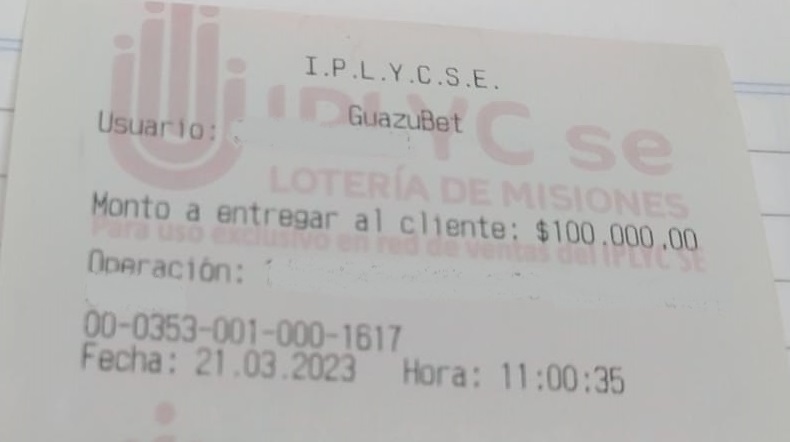 I.P.L.Y.C.S.E.
GuazuBet
Usuario:
IPLYC se
LOTERÍA DE MISIONES
Monto a entregar al cliente: $100.000,00
Para uso exclusivo en red de ventas del IPLYC SE
Operación:
00-0353-001-000-1617
Fecha: 21.03.2023 Hora: 11:00:35